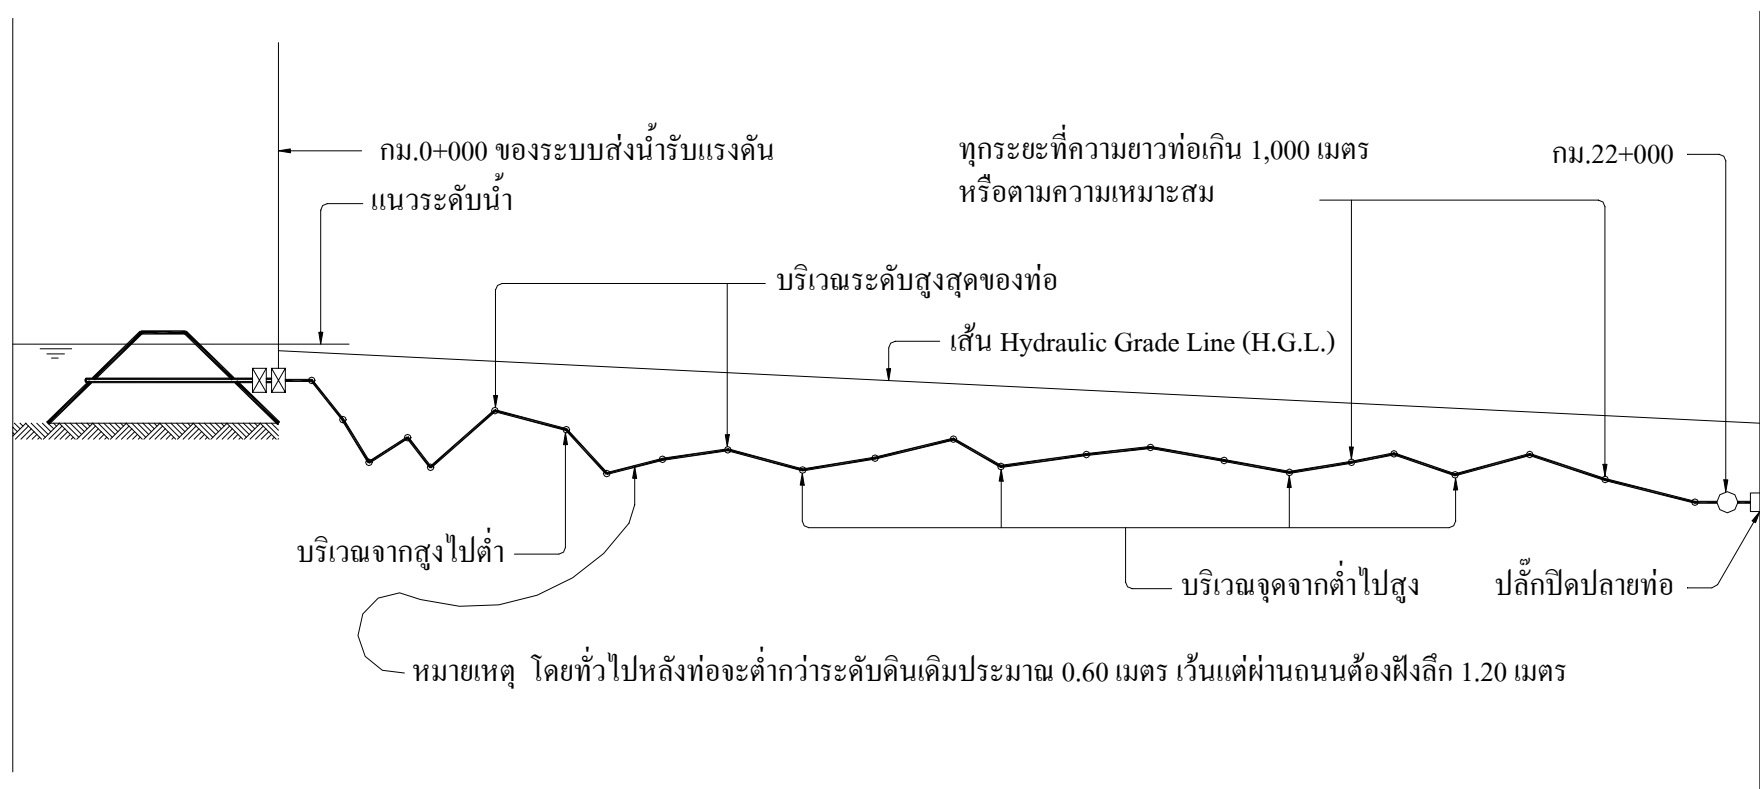 กม.0+000 ของระบบส่งน้ำรับแรงดัน
แนวระดับน้ำ
ทุกระยะที่ความยาวท่อเกิน 1,000 เมตร
หรือตามความเหมาะสม
กม.22+000
บริเวณระดับสูงสุดของท่อ
เส้น Hydraulic Grade Line (H.G.L.)
บริเวณจากสูงไปต่ำ
บริเวณจุดจากต่ำไปสูง
ปลั๊กปิดปลายท่อ
หมายเหตุ โดยทั่วไปหลังท่อจะต่ำกว่าระดับดินเดิมประมาณ 0.60 เมตร เว้นแต่ผ่านถนนต้องฝังลึก 1.20 เมตร